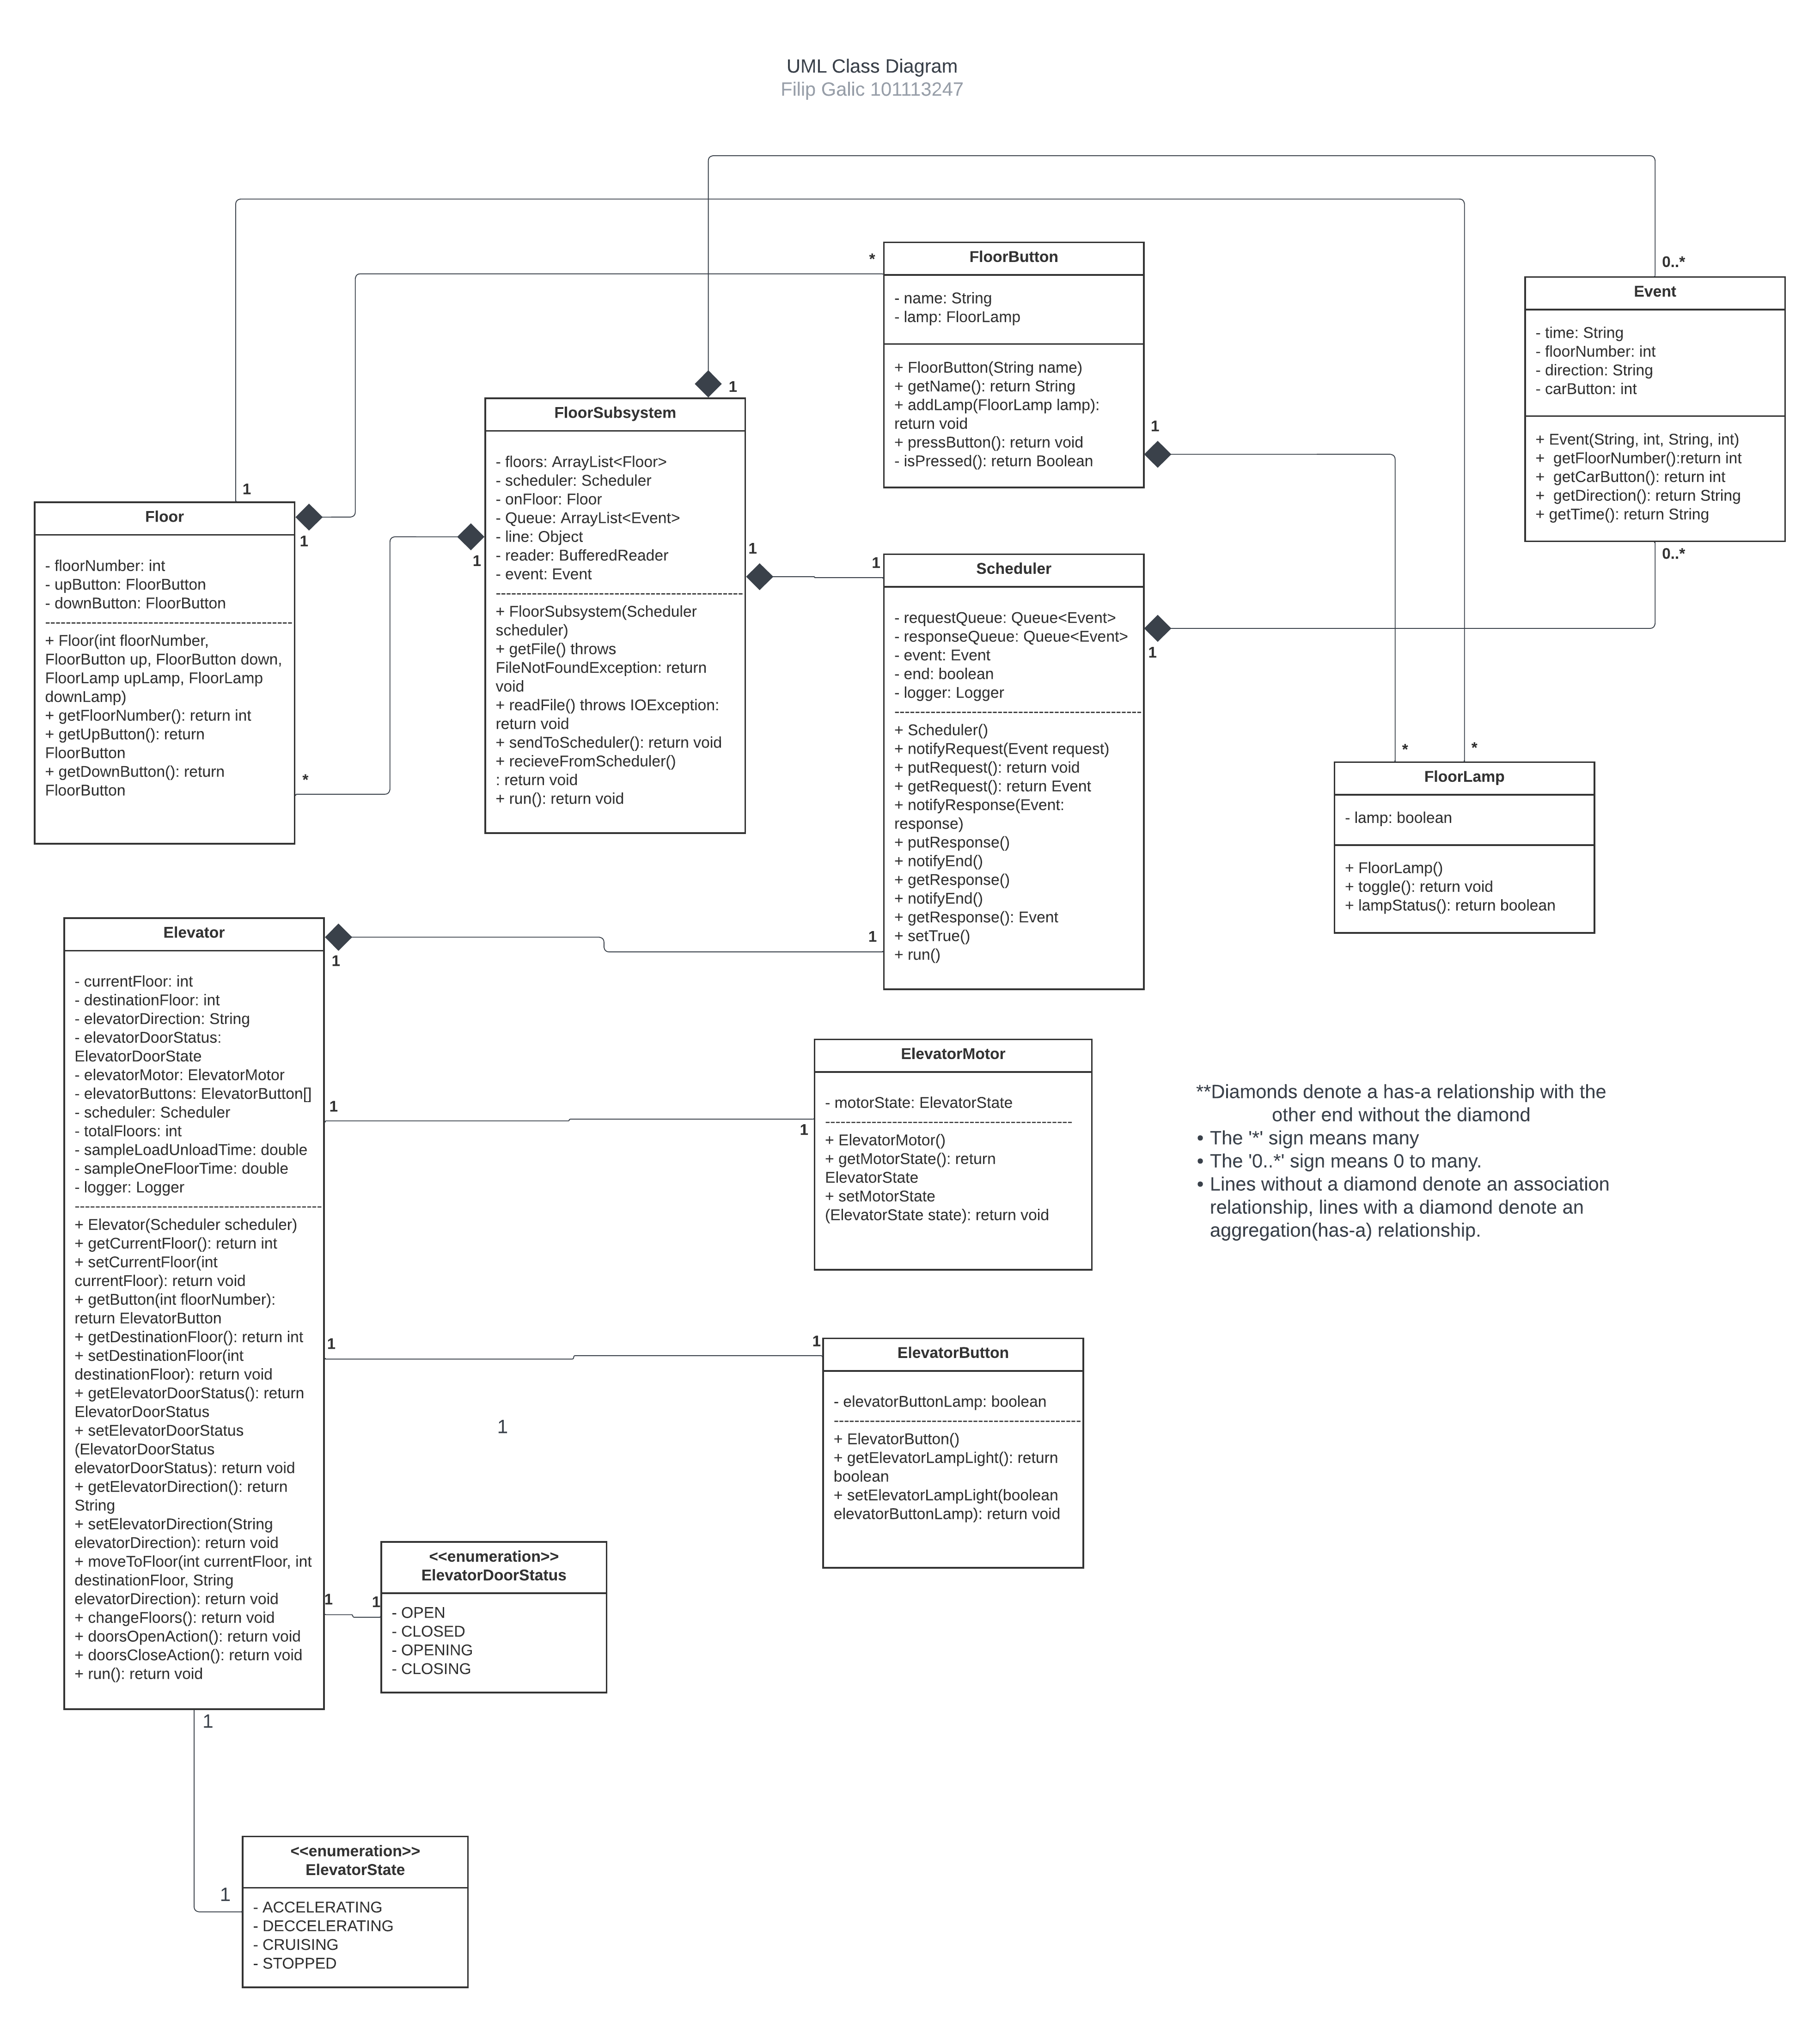 UML Class Diagram
Filip Galic 101113247
*
FloorButton
- name: String
- lamp: FloorLamp
+ FloorButton(String name)
+ getName(): return String
+ addLamp(FloorLamp lamp):
return void
+ pressButton(): return void
- isPressed(): return Boolean
1
0..*
Event
- time: String
- floorNumber: int
- direction: String
- carButton: int
+ Event(String, int, String, int)
+  getFloorNumber():return int
+  getCarButton(): return int
+  getDirection(): return String
+ getTime(): return String
0..*
1
FloorSubsystem
- floors: ArrayList<Floor>
- scheduler: Scheduler
- onFloor: Floor
- Queue: ArrayList<Event>
- line: Object
- reader: BufferedReader
- event: Event
------------------------------------------------
+ FloorSubsystem(Scheduler
scheduler)
+ getFile() throws
FileNotFoundException: return
void
+ readFile() throws IOException:
return void
+ sendToScheduler(): return void
+ recieveFromScheduler()
: return void
+ run(): return void
1
1
1
1
Floor
1
- floorNumber: int
- upButton: FloorButton
- downButton: FloorButton
------------------------------------------------
+ Floor(int floorNumber,
FloorButton up, FloorButton down,
FloorLamp upLamp, FloorLamp
downLamp)
+ getFloorNumber(): return int
+ getUpButton(): return
FloorButton
+ getDownButton(): return
FloorButton
*
Scheduler
- requestQueue: Queue<Event>
- responseQueue: Queue<Event>
- event: Event
- end: boolean
- logger: Logger
------------------------------------------------
+ Scheduler()
+ notifyRequest(Event request)
+ putRequest(): return void
+ getRequest(): return Event
+ notifyResponse(Event:
response)
+ putResponse()
+ notifyEnd()
+ getResponse()
+ notifyEnd()
+ getResponse(): Event
+ setTrue()
+ run()
1
1
*
*
FloorLamp
- lamp: boolean
+ FloorLamp()
+ toggle(): return void
+ lampStatus(): return boolean
Elevator
1
- currentFloor: int
- destinationFloor: int
- elevatorDirection: String
- elevatorDoorStatus:
ElevatorDoorState
- elevatorMotor: ElevatorMotor
- elevatorButtons: ElevatorButton[]
- scheduler: Scheduler
- totalFloors: int
- sampleLoadUnloadTime: double
- sampleOneFloorTime: double
- logger: Logger
------------------------------------------------
+ Elevator(Scheduler scheduler)
+ getCurrentFloor(): return int
+ setCurrentFloor(int
currentFloor): return void
+ getButton(int floorNumber):
return ElevatorButton
+ getDestinationFloor(): return int
+ setDestinationFloor(int
destinationFloor): return void
+ getElevatorDoorStatus(): return
ElevatorDoorStatus
+ setElevatorDoorStatus
(ElevatorDoorStatus
elevatorDoorStatus): return void
+ getElevatorDirection(): return
String
+ setElevatorDirection(String
elevatorDirection): return void
+ moveToFloor(int currentFloor, int
destinationFloor, String
elevatorDirection): return void
+ changeFloors(): return void
+ doorsOpenAction(): return void
+ doorsCloseAction(): return void
+ run(): return void
1
1
ElevatorMotor
- motorState: ElevatorState
------------------------------------------------
+ ElevatorMotor()
+ getMotorState(): return
ElevatorState
+ setMotorState
(ElevatorState state): return void
**Diamonds denote a has-a relationship with the
other end without the diamond
• The '*' sign means many
• The '0..*' sign means 0 to many.
• Lines without a diamond denote an association
relationship, lines with a diamond denote an
aggregation(has-a) relationship.
1
1
ElevatorButton
- elevatorButtonLamp: boolean
------------------------------------------------
+ ElevatorButton()
+ getElevatorLampLight(): return
boolean
+ setElevatorLampLight(boolean
elevatorButtonLamp): return void
1
1
1
<<enumeration>>
ElevatorDoorStatus
- OPEN
- CLOSED
- OPENING
- CLOSING
1
1
<<enumeration>>
ElevatorState
- ACCELERATING
- DECCELERATING
- CRUISING
- STOPPED